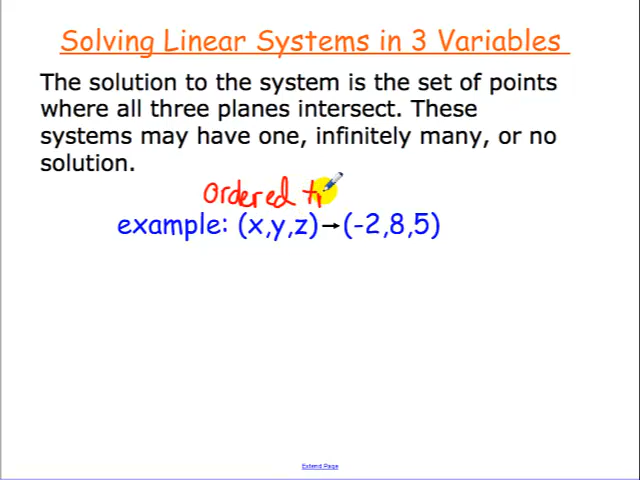 Solving Linear Systems in 3 Variables
The solution to the system is the set of points
where all three planes intersect. These
systems may have one, infinitely many, or no
solution.
ordered
example: (x,y,z)→(-2,8,5)
Extend Page